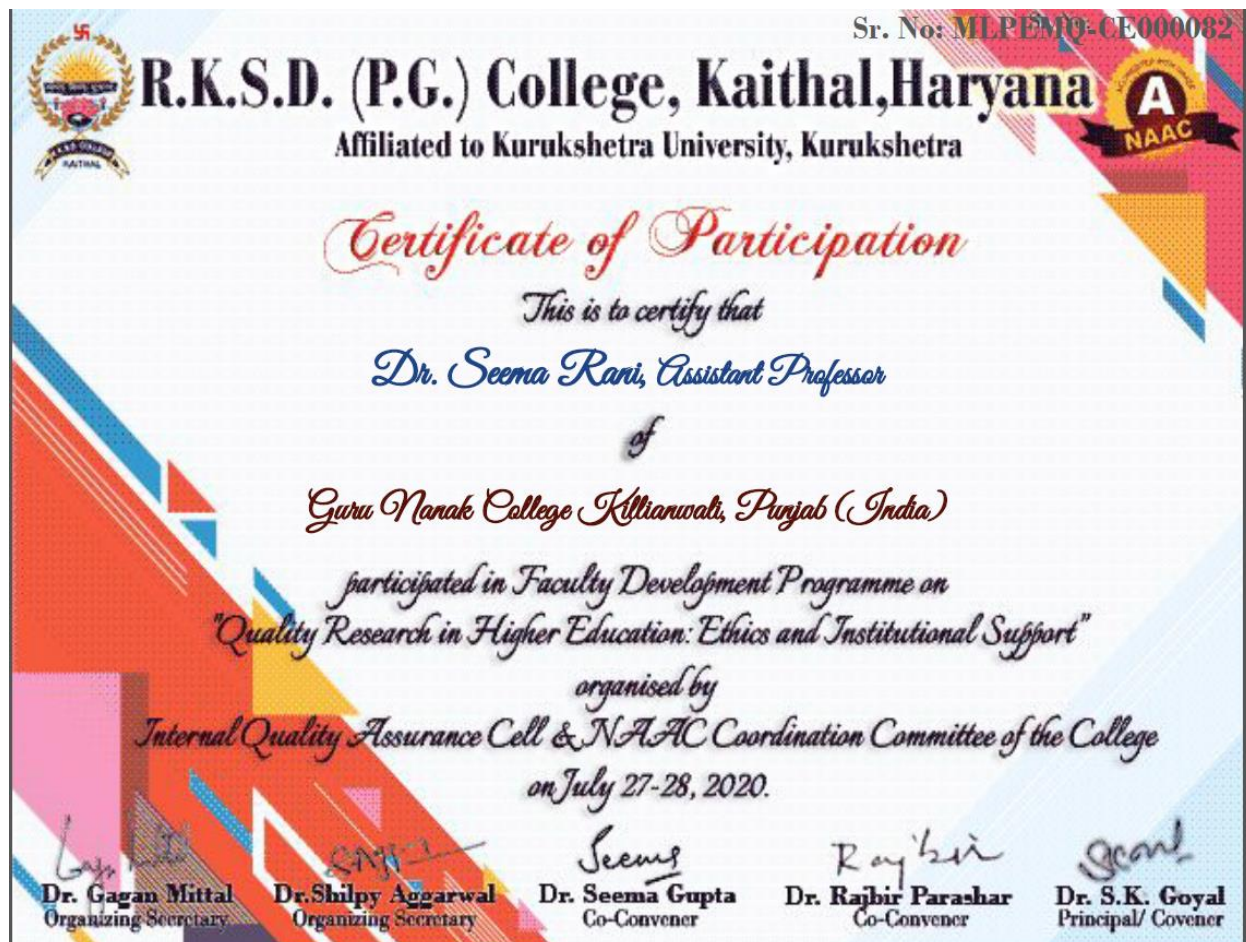 Sr. No: MLPEMQ-CE000082
R.K.S.D. (P.G.) College, Kaithal,Haryana
A
NAAC
Affiliated to Kurukshetra University, Kurukshetra
KAITHAL
Certificate of Participation
This is to certify that
Dr. Seema Rani, Assistant Professor
of
Guru Nanak College Killianwali, Punjab (India)
participated in Faculty Development Programme on
"Quality Research in Higher Education: Ethics and Institutional Support"
organised by
Internal Quality Assurance Cell & NAAC Coordination Committee of the College
on July 27-28, 2020.
Seema
Rajbir
Dr. Gagan Mittal
Organizing Secretary
Dr.Shilpy Aggarwal
Organizing Secretary
Dr. Seema Gupta
Co-Convener
Dr. Rajbir Parashar
Co-Convener
Dr. S.K. Goyal
Principal/ Covener